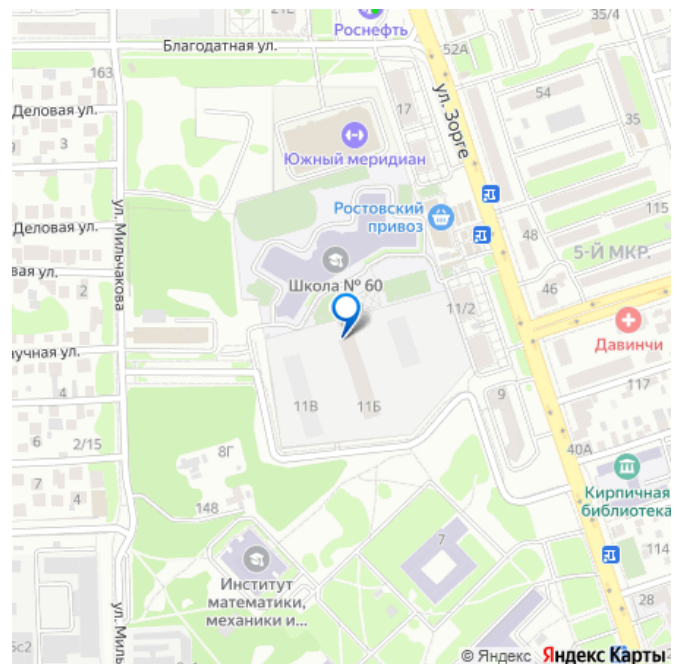 21Е
Роснефть
35/4
Благодатная ул.
52А
163
ул. Зорге
54
Деловая ул.
17
35
3
Южный меридиан
ул. Мильчакова
Ростовский
привоз
115
Деловая ул.
48
5-Й МКР.
вая ул.
Школа № 60
2
46
11/2
Давинчи
аучная ул.
117
4
11В
11Б
9
6
2/15
8Г
40А
7
4
148
Кирпичная
библиотека
7
114
Институт
математики,
механики и...
28
ул. Миль
5с2
© Яндекс Яндекс Карты